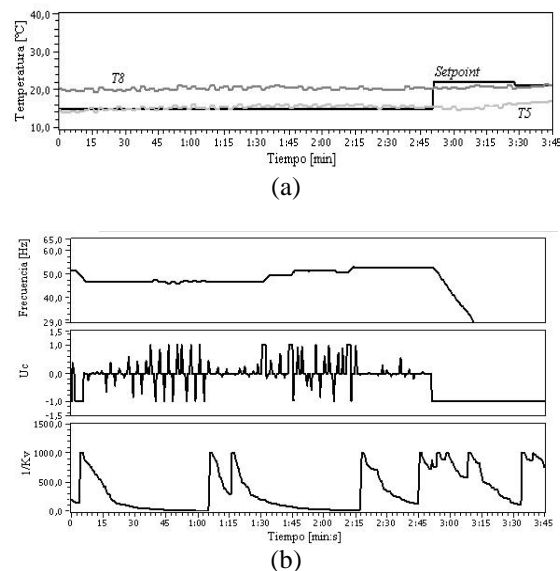 40,0
30,0
20,0
10,0
Temperatura [ºC]
T8
Setpoint
T5
0 15 30 45 1:00 1:15 1:30 1:45 2:00 2:15 2:30 2:45 3:00 3:15 3:30 3:45
Tiempo [min]
(a)
65,0
60,0
50,0
40,0
29,0
Frecuencia [Hz]
1,5
1,0
0,0
-1,0
-1,5
Uc
1500,0
1000,0
500,0
0,0
1/Kv
0 15 30 45 1:00 1:15 1:30 1:45 2:00 2:15 2:30 2:45 3:00 3:15 3:30 3:45
Tiempo [min:s]
(b)